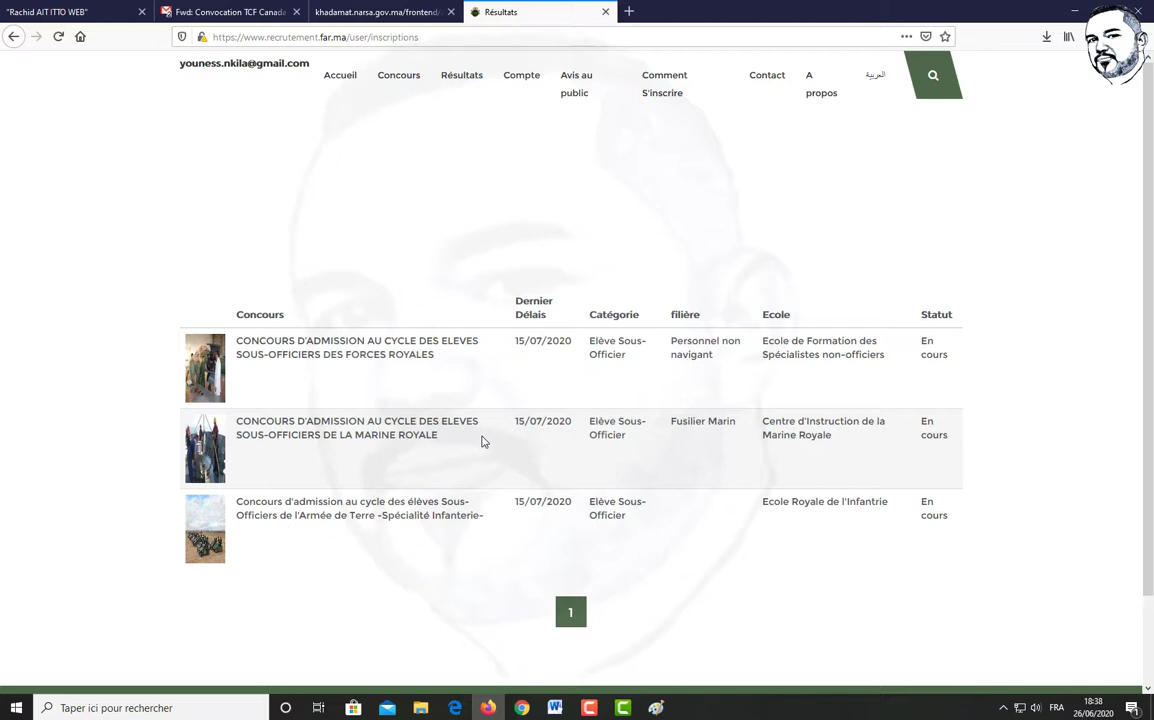 "Rachid AIT ITTO WEB"
Fwd: Convocation TCF Canada
khadamat.narsa.gov.ma/frontend/
Résultats
https://www.recrutement.far.ma/user/inscriptions
youness.nkila@gmail.com
Accueil Concours Résultats Compte Avis au public Comment S'inscrire Contact A propos العربية
Concours Dernier Délais Catégorie filière Ecole Statut
CONCOURS D'ADMISSION AU CYCLE DES ELEVES 15/07/2020 Elève Sous- Personnel non Ecole de Formation des En
SOUS-OFFICIERS DES FORCES ROYALES Officier navigant Spécialistes non-officiers cours
CONCOURS D'ADMISSION AU CYCLE DES ELEVES 15/07/2020 Elève Sous- Fusilier Marin Centre d'Instruction de la En
SOUS-OFFICIERS DE LA MARINE ROYALE Officier Marine Royale cours
Concours d'admission au cycle des élèves Sous- 15/07/2020 Elève Sous- Ecole Royale de l'Infantrie En
Officiers de l'Armée de Terre -Spécialité Infanterie- Officier cours
1
Taper ici pour rechercher
FRA
18:38
26/06/2020